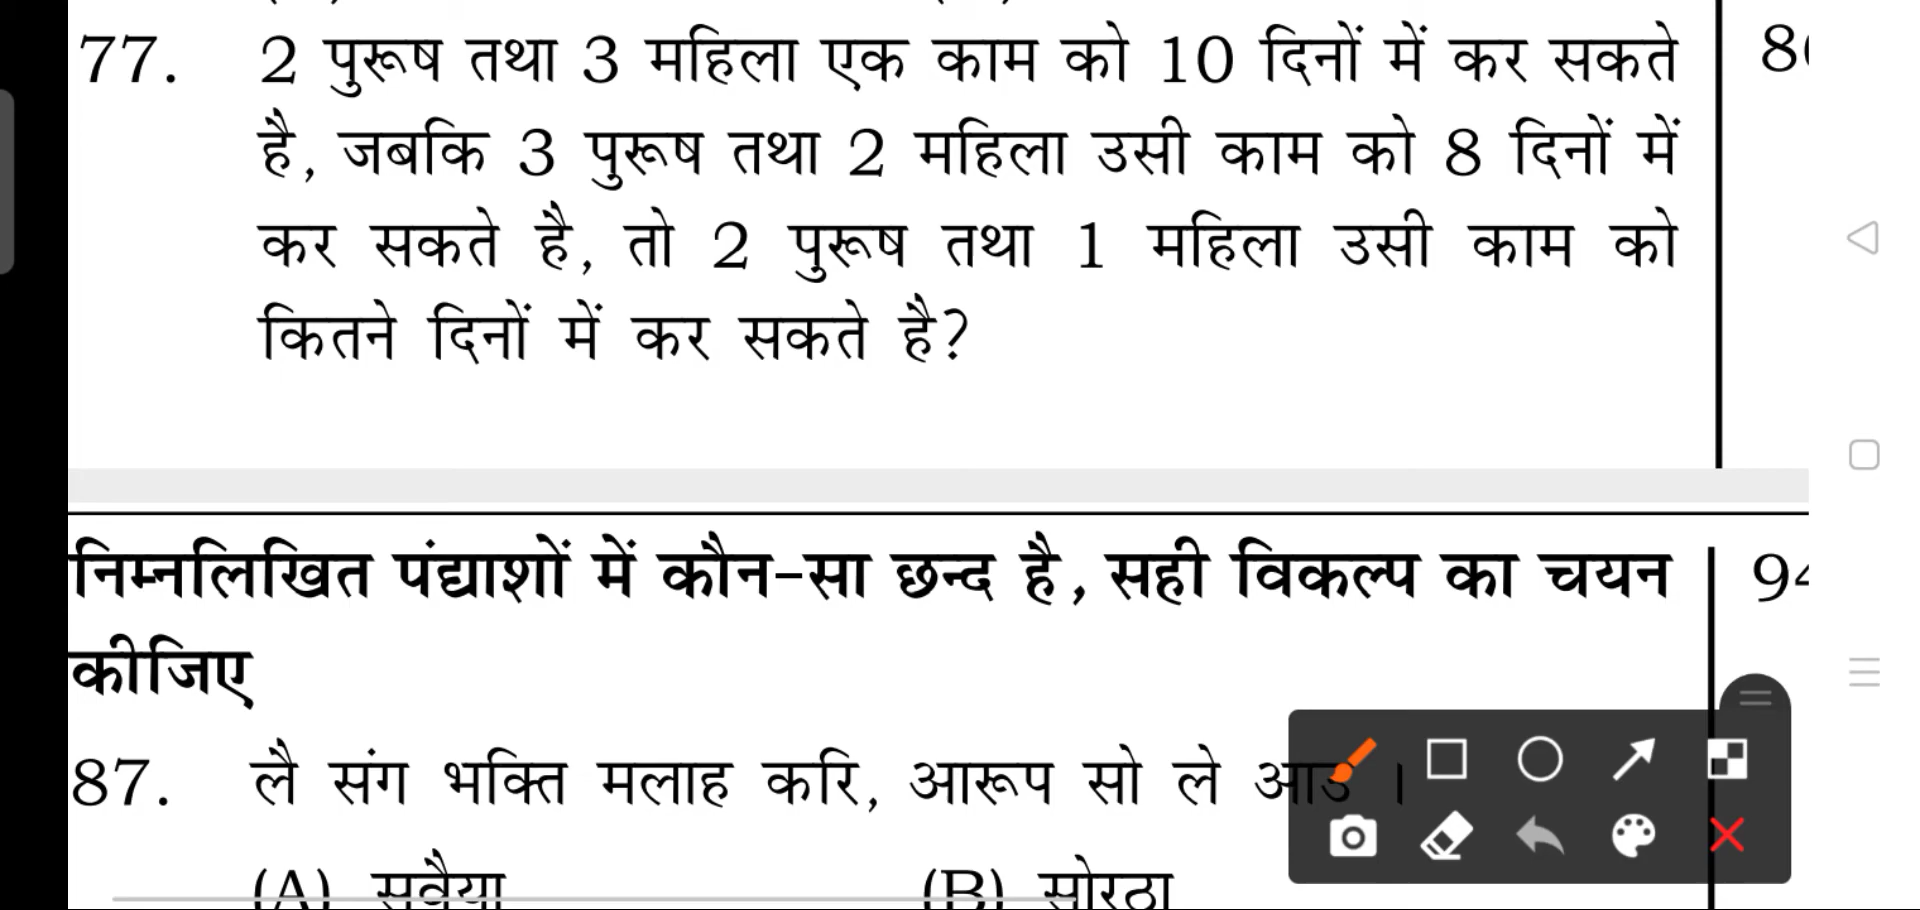 77. 2 पुरूष तथा 3 महिला एक काम को 10 दिनों में कर सकते
है, जबकि 3 पुरूष तथा 2 महिला उसी काम को 8 दिनों में
कर सकते है, तो 2 पुरूष तथा 1 महिला उसी काम को
कितने दिनों में कर सकते है?
निम्नलिखित पंद्याशों में कौन-सा छन्द है, सही विकल्प का चयन
कीजिए
87. लै संग भक्ति मलाह करि, आरूप सो ले आउ ।
(A) सवैया (B) सोरठा